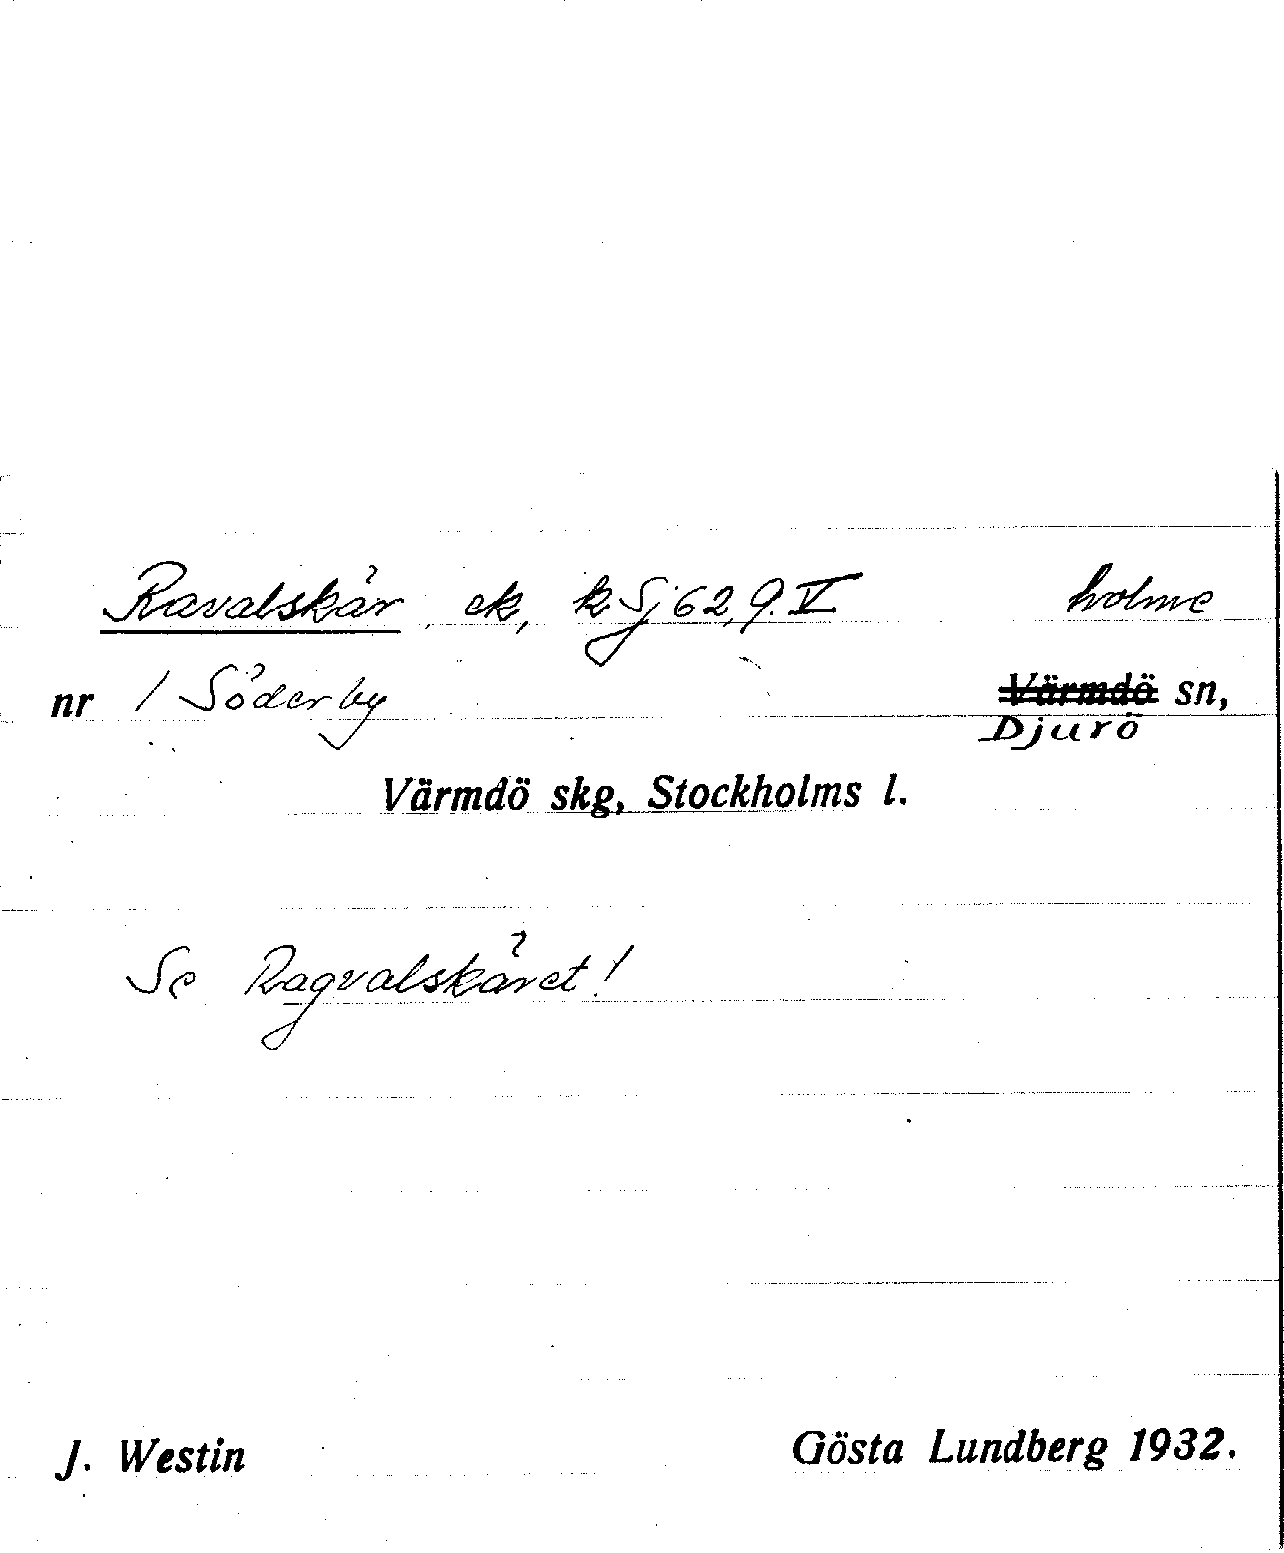 Ravalskär, ek, k Sj 62, 9. V holme
nr 1 Söderby Värmdö sn,
Djurö
Värmdö skg, Stockholms l.
Se Ragvalskäret!
J. Westin Gösta Lundberg 1932.